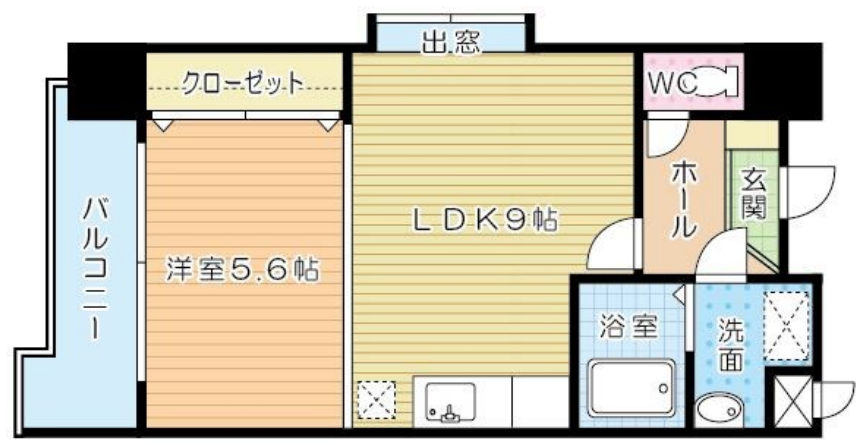 出窓
クローゼット
WC
バルコニー
洋室5.6帖
LDK9帖
ホール
玄関
浴室
洗面